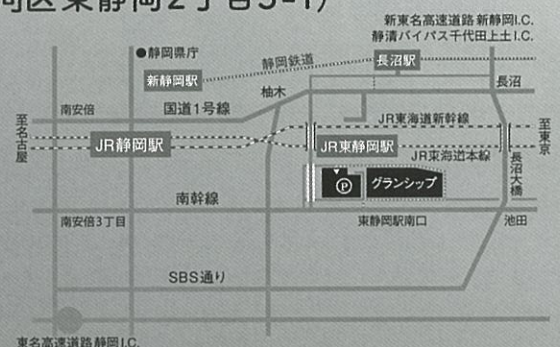 区東静岡2丁目3-1)
新東名高速道路 新静岡I.C.
静清バイパス千代田上土I.C.
●静岡県庁
静岡鉄道
長沼駅
新静岡駅
柚木
長沼
南安倍
国道1号線
至名古屋
JR東海道新幹線
至東京
JR静岡駅
JR東静岡駅
JR東海道本線
長沼大橋
P
グランシップ
南幹線
南安倍3丁目
東静岡駅南口
池田
SBS通り
東名高速道路静岡I.C.